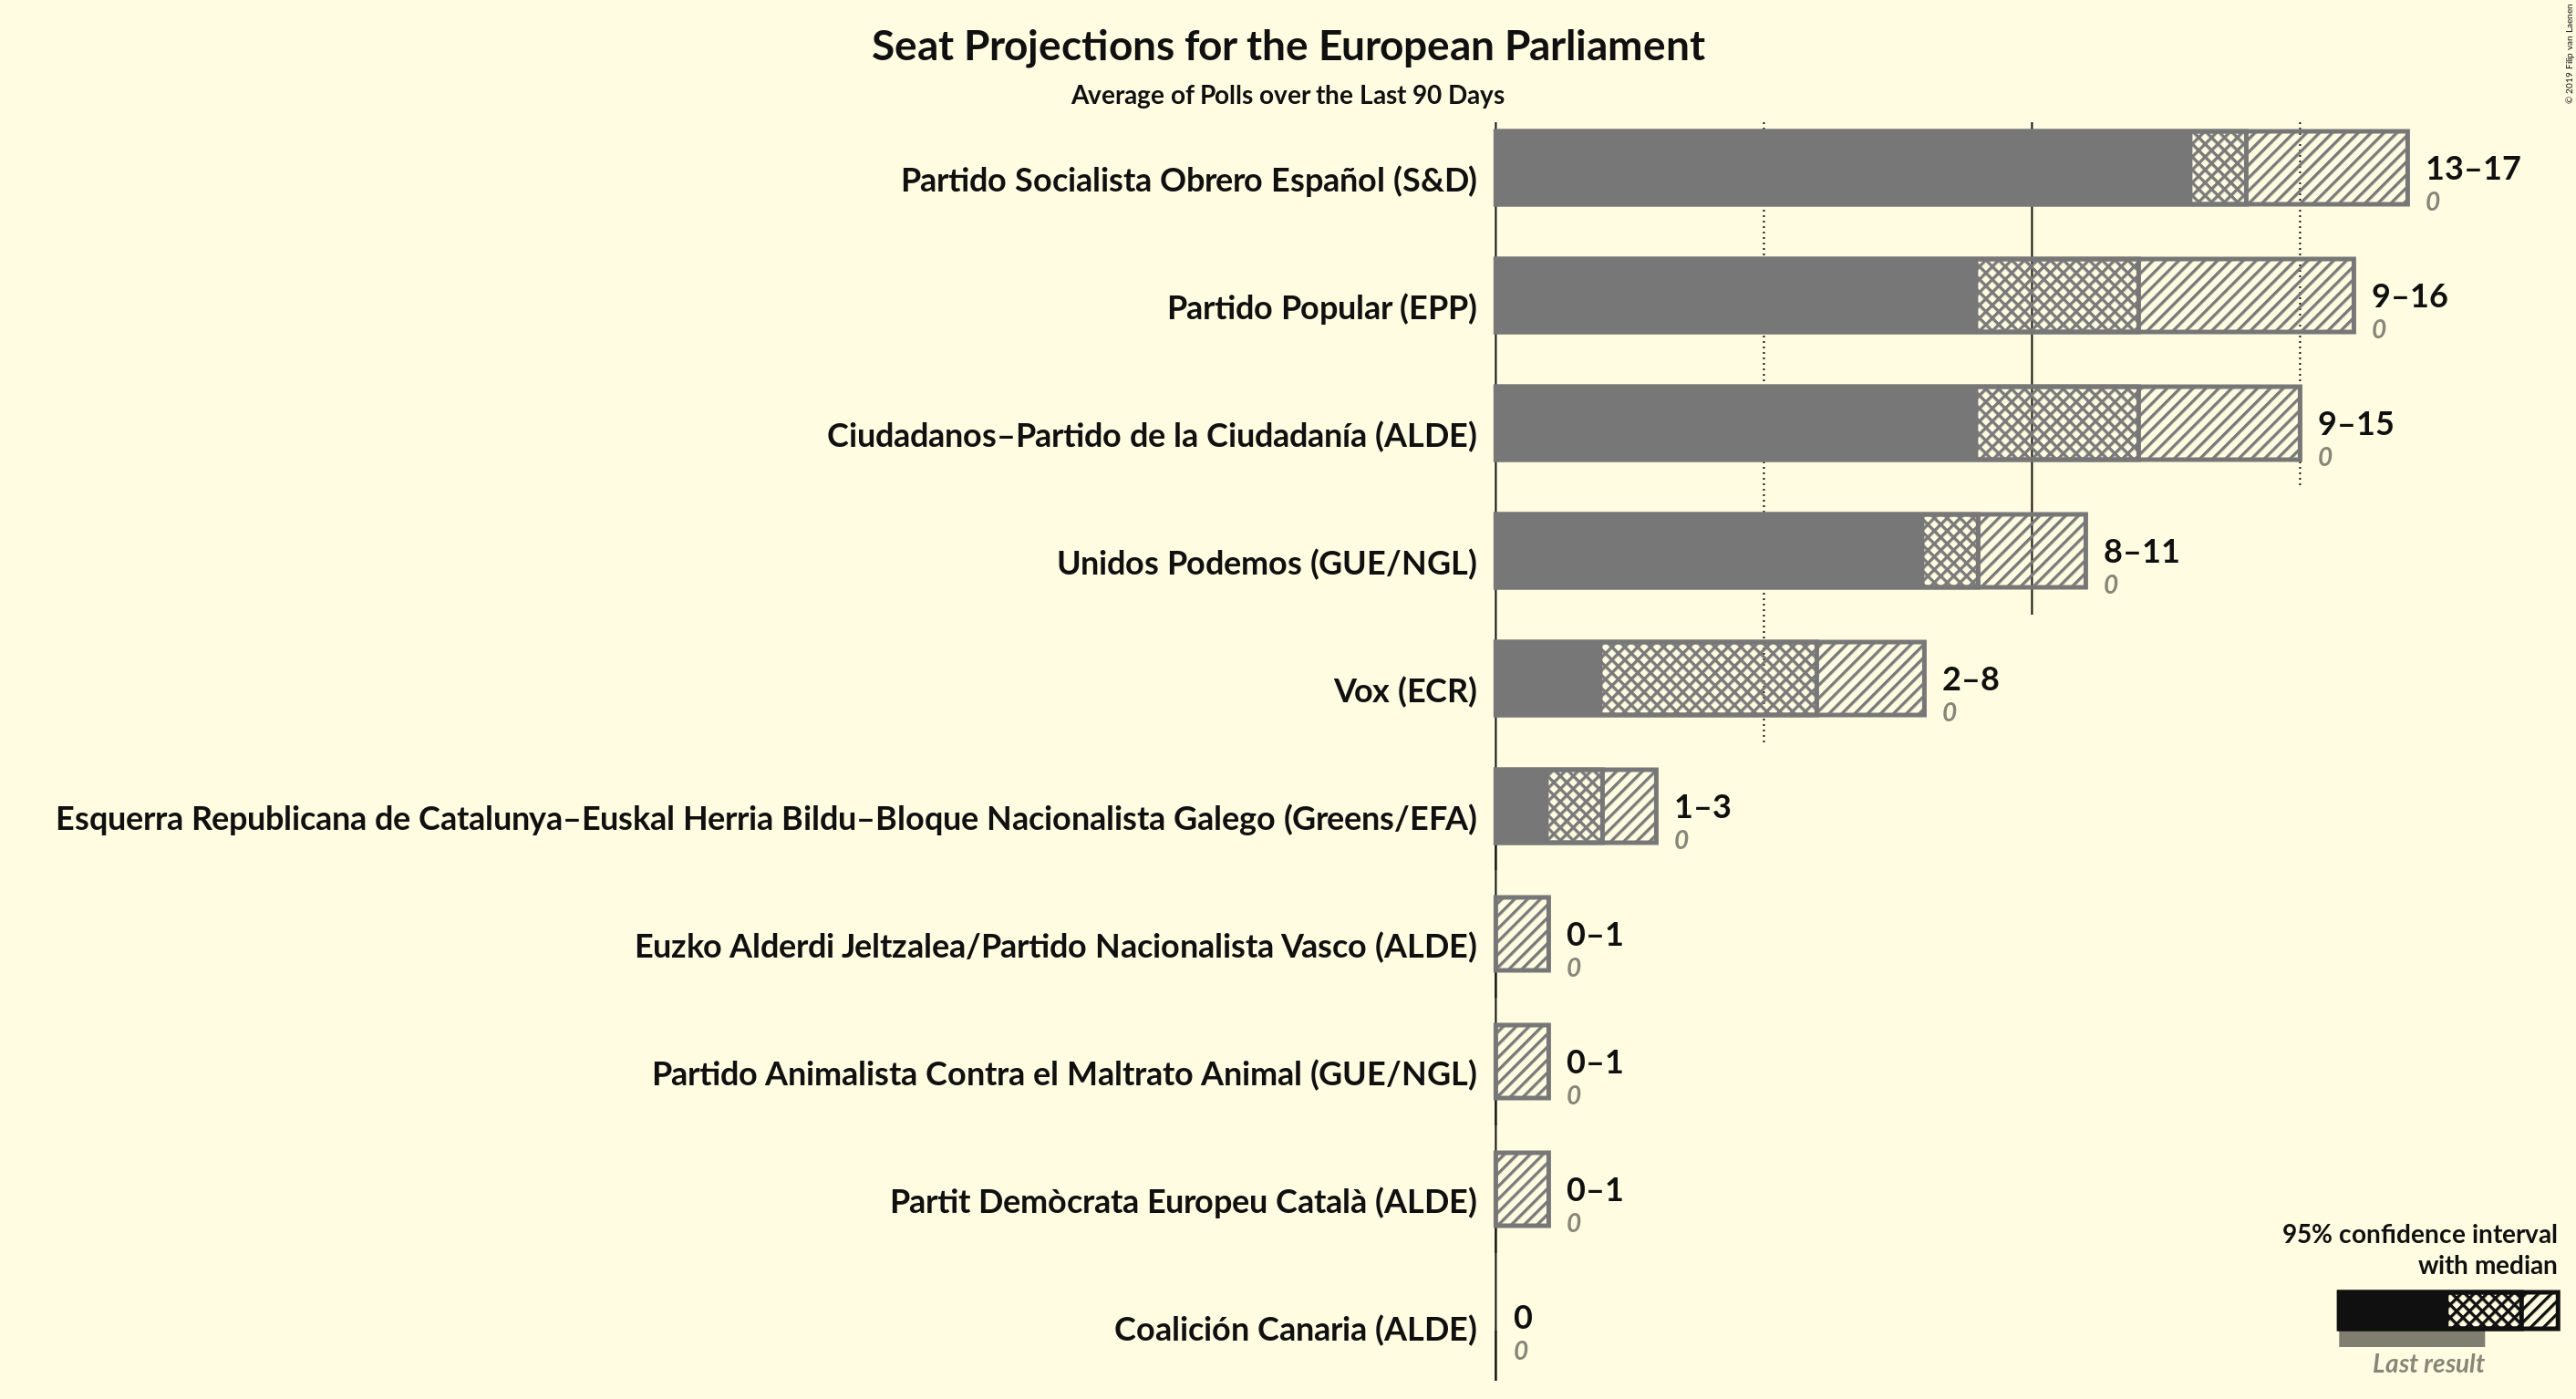 Seat Projections for the European Parliament
Average of Polls over the Last 90 Days
© 2019 Filip van Laenen
Partido Socialista Obrero Español (S&D)
13–17
0
Partido Popular (EPP)
9–16
0
Ciudadanos–Partido de la Ciudadanía (ALDE)
9–15
0
Unidos Podemos (GUE/NGL)
8–11
0
Vox (ECR)
2–8
0
Esquerra Republicana de Catalunya–Euskal Herria Bildu–Bloque Nacionalista Galego (Greens/EFA)
1–3
0
Euzko Alderdi Jeltzalea/Partido Nacionalista Vasco (ALDE)
0–1
0
Partido Animalista Contra el Maltrato Animal (GUE/NGL)
0–1
0
Partit Demòcrata Europeu Català (ALDE)
0–1
0
Coalición Canaria (ALDE)
0
0
95% confidence interval
with median
Last result